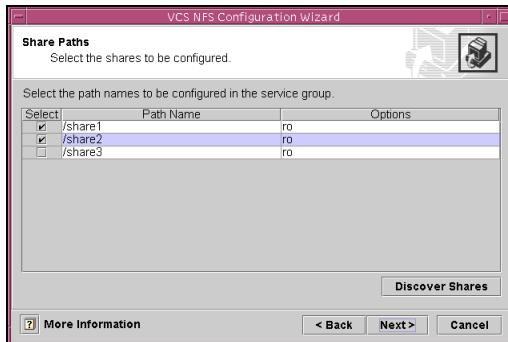 VCS NFS Configuration Wizard
Share Paths
Select the shares to be configured.
Select the path names to be configured in the service group.
Select Path Name Options
/share1 ro
/share2 ro
/share3 ro
Discover Shares
More Information < Back Next > Cancel